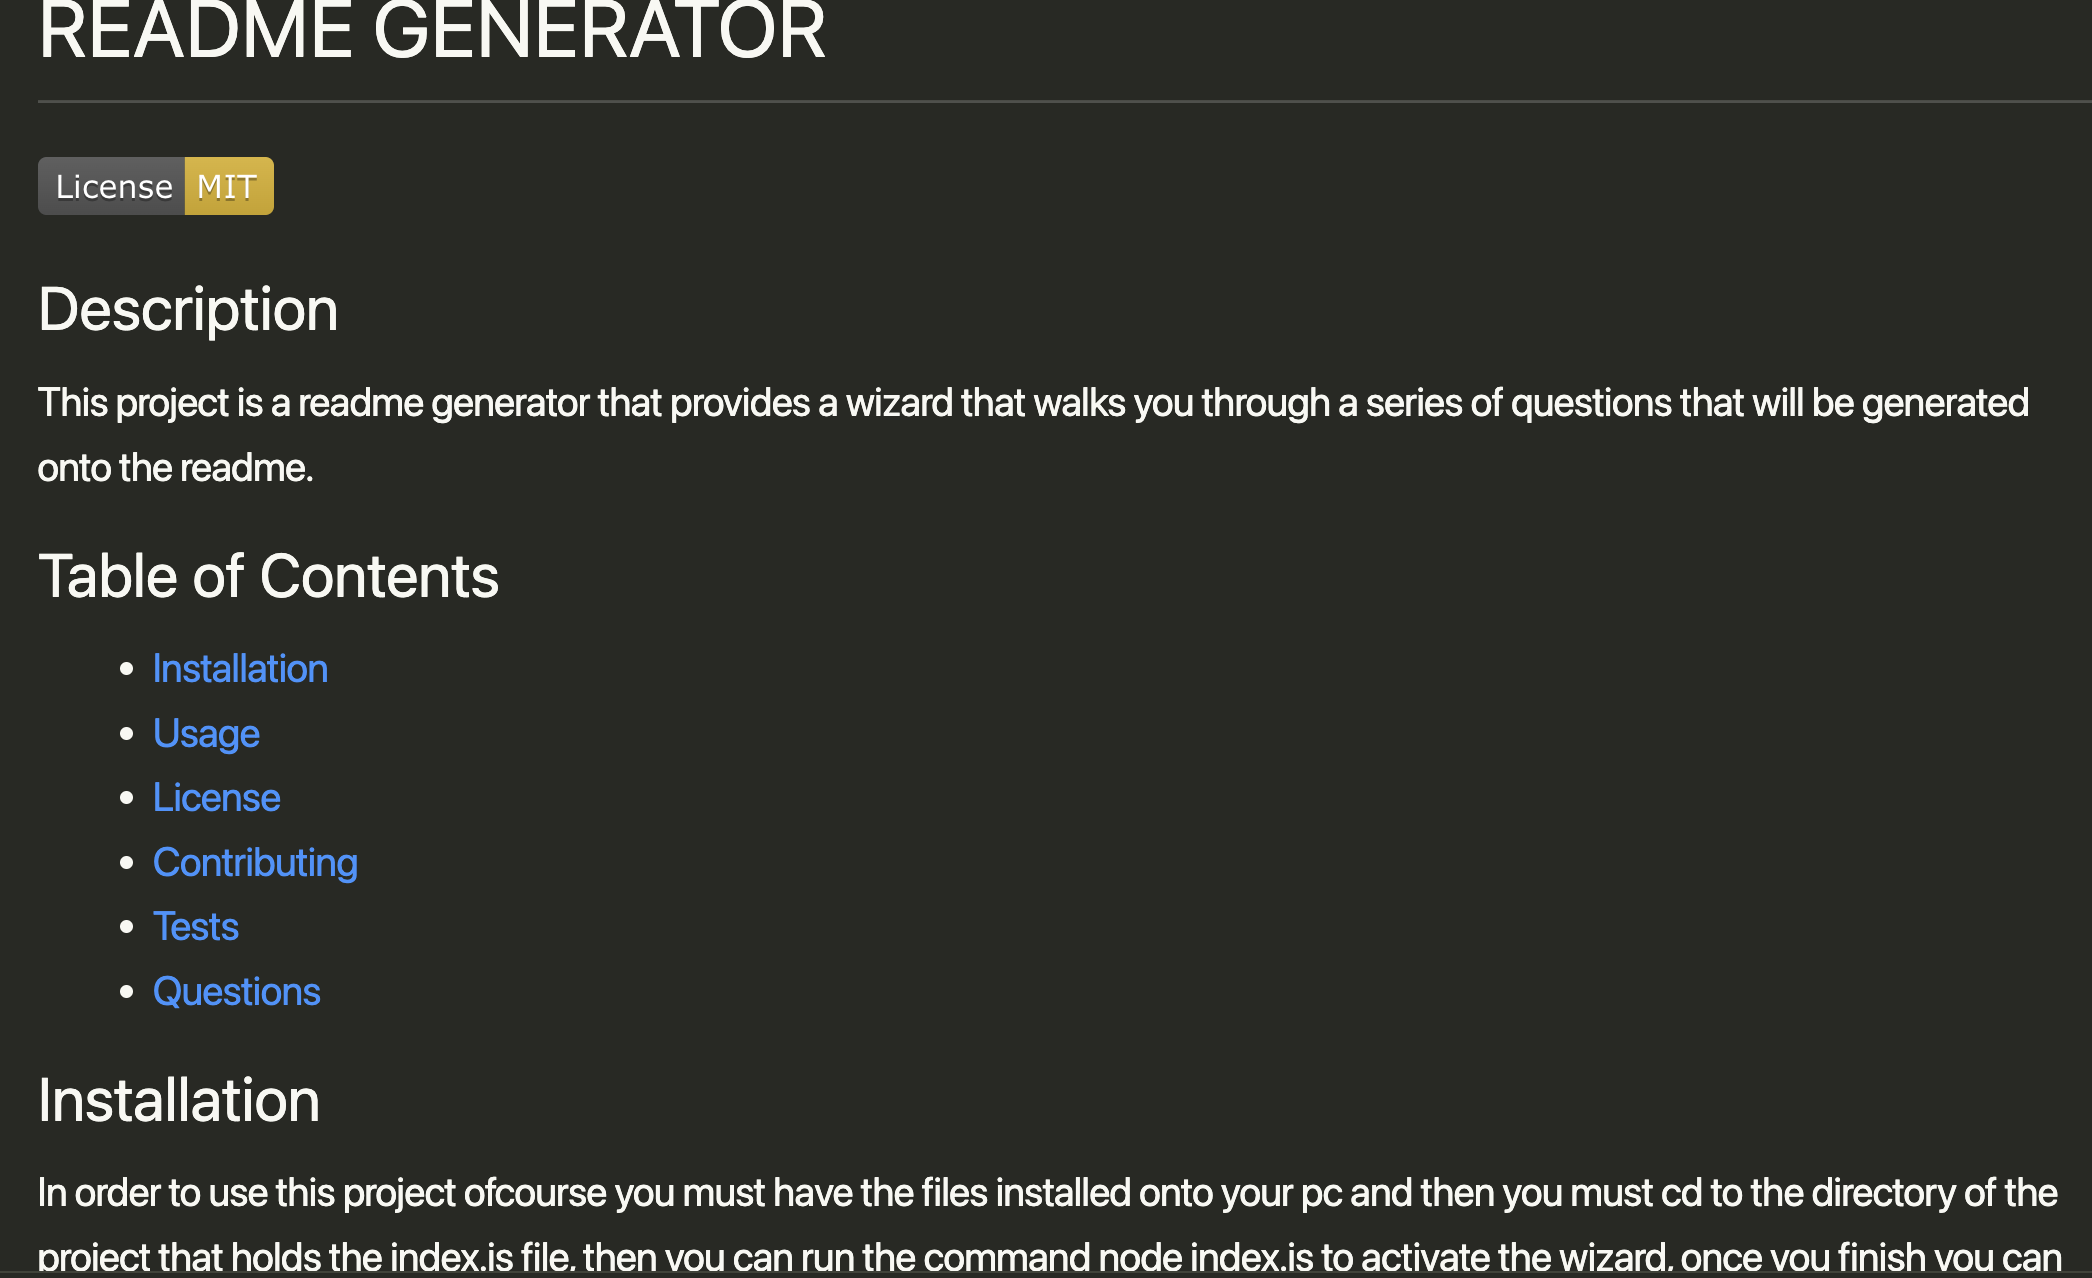 README GENERATOR
License MIT
Description
This project is a readme generator that provides a wizard that walks you through a series of questions that will be generated
onto the readme.
Table of Contents
Installation
Usage
License
Contributing
Tests
Questions
Installation
In order to use this project ofcourse you must have the files installed onto your pc and then you must cd to the directory of the
project that holds the index.js file, then you can run the command node index.js to activate the wizard, once you finish you can